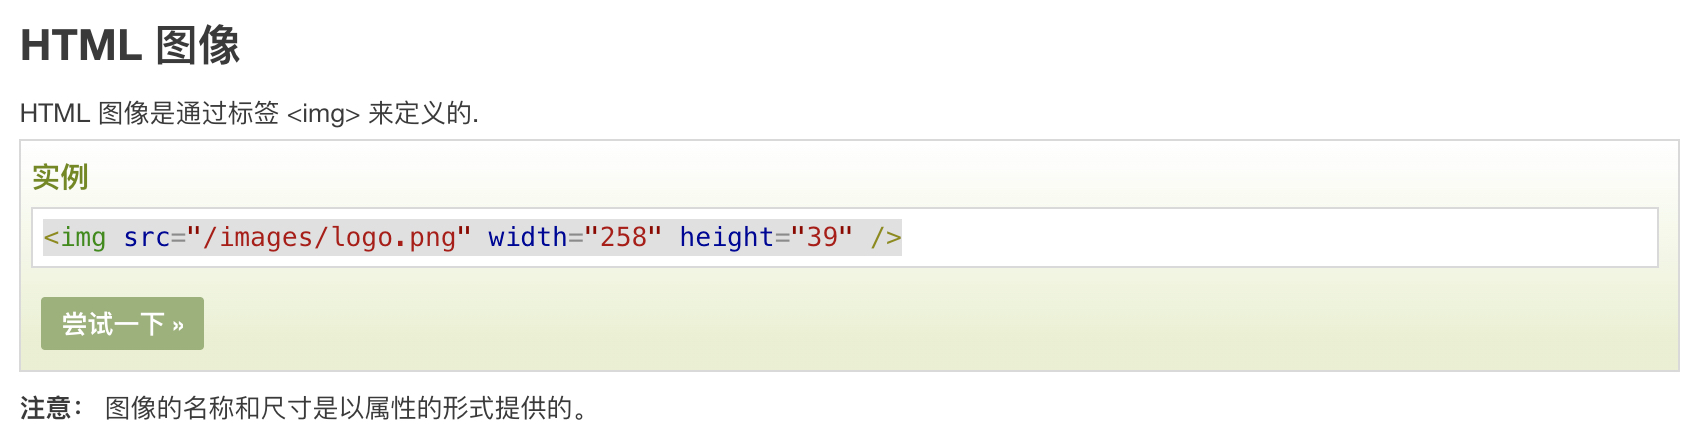 HTML 图像
HTML 图像是通过标签 <img> 来定义的.
实例
<img src="/images/logo.png" width="258" height="39" />
尝试一下 »
注意： 图像的名称和尺寸是以属性的形式提供的。